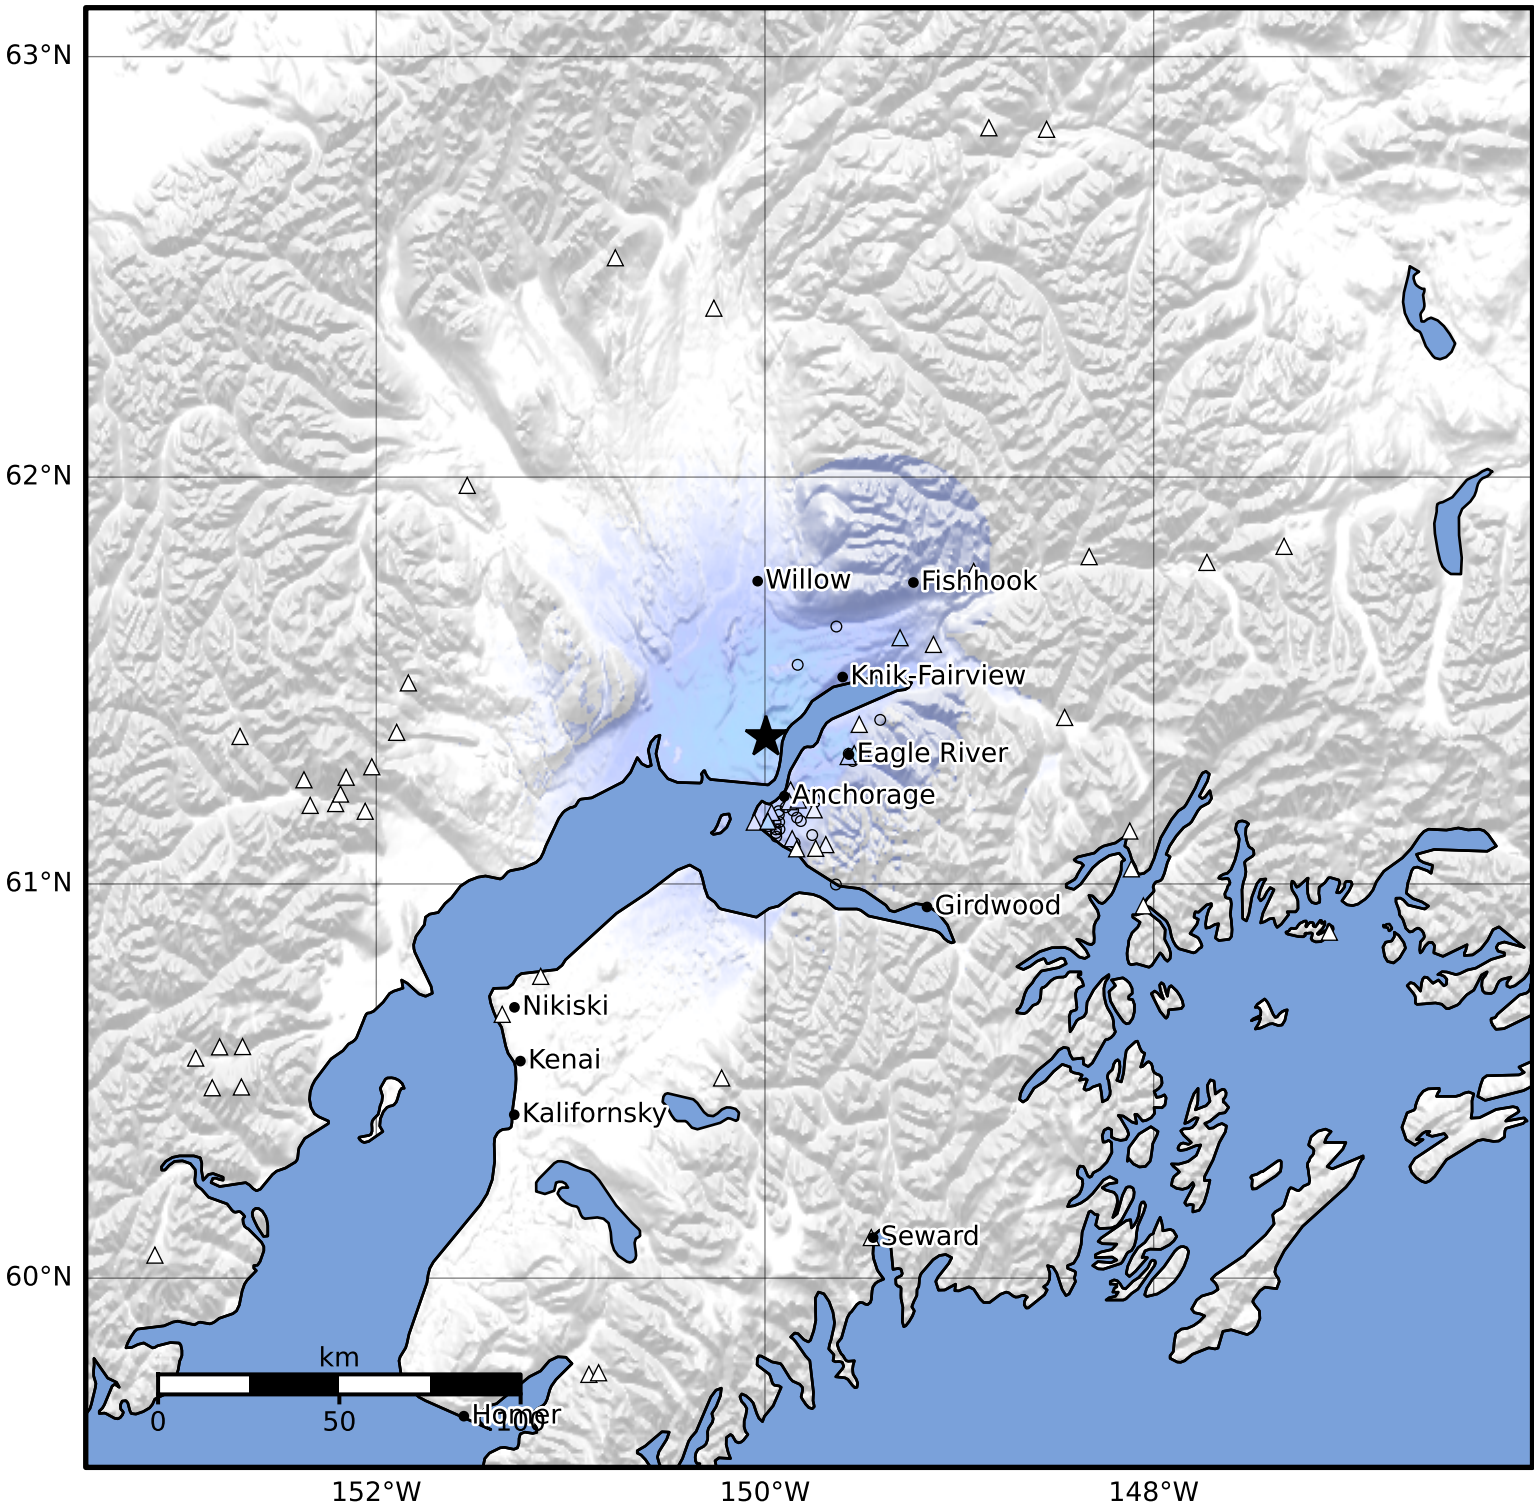 63°N
62°N
Willow
Fishhook
Knik-Fairview
Eagle River
Anchorage
61°N
Girdwood
Nikiski
Kenai
Kalifornsky
Seward
60°N
km
0 50 100
Homer
152°W 150°W 148°W